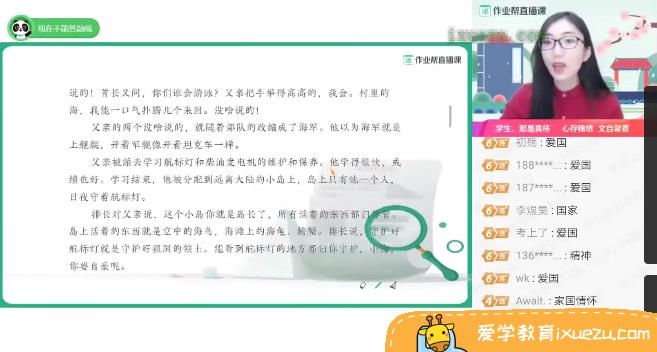 现在不能答题哦
作业帮直播课
说的！首长又问，你们谁会游泳？父亲把手举得高高的，我会。村里的
海，我能一口气扑腾几个来回。没啥说的！
父亲的两个没啥说的，就随着部队的改编成了海军。他以为海军就是
上舰艇，开着军舰像开着坦克车一样。
父亲被派去学习航标灯和柴油发电机的维护和保养。他学得很快，成
绩也好。学习结束，他被分配到远离大陆的小岛上，岛上只有他一个人，
日夜守着航标灯。
排长对父亲说，这个小岛你就是岛长了，所有活着的东西都归你管。
岛上活着的东西就是空中的海鸟，海滩上的海龟、螃蟹。排长说，守护好
航标灯就是守护好祖国的领土。能看到航标灯的地方都归你守护，小海，
你要自豪呢。
作业帮直播课
学生，那是真栋 心存锦绣 文自馨香
初殇：爱国
188****...：爱国
187****...：爱国
李煜昊：国家
考上了：爱国
136****...：精神
wk：爱国
Await.：家国情怀
爱学教育ixuezu.com